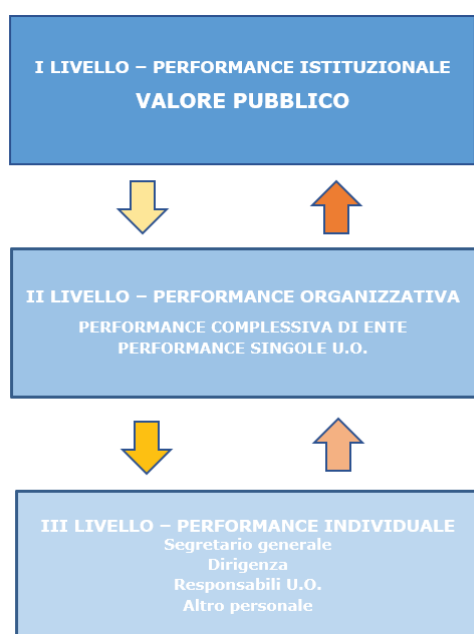 I LIVELLO – PERFORMANCE ISTITUZIONALE
VALORE PUBBLICO
II LIVELLO – PERFORMANCE ORGANIZZATIVA
PERFORMANCE COMPLESSIVA DI ENTE
PERFORMANCE SINGOLE U.O.
III LIVELLO – PERFORMANCE INDIVIDUALE
Segretario generale
Dirigenza
Responsabili U.O.
Altro personale